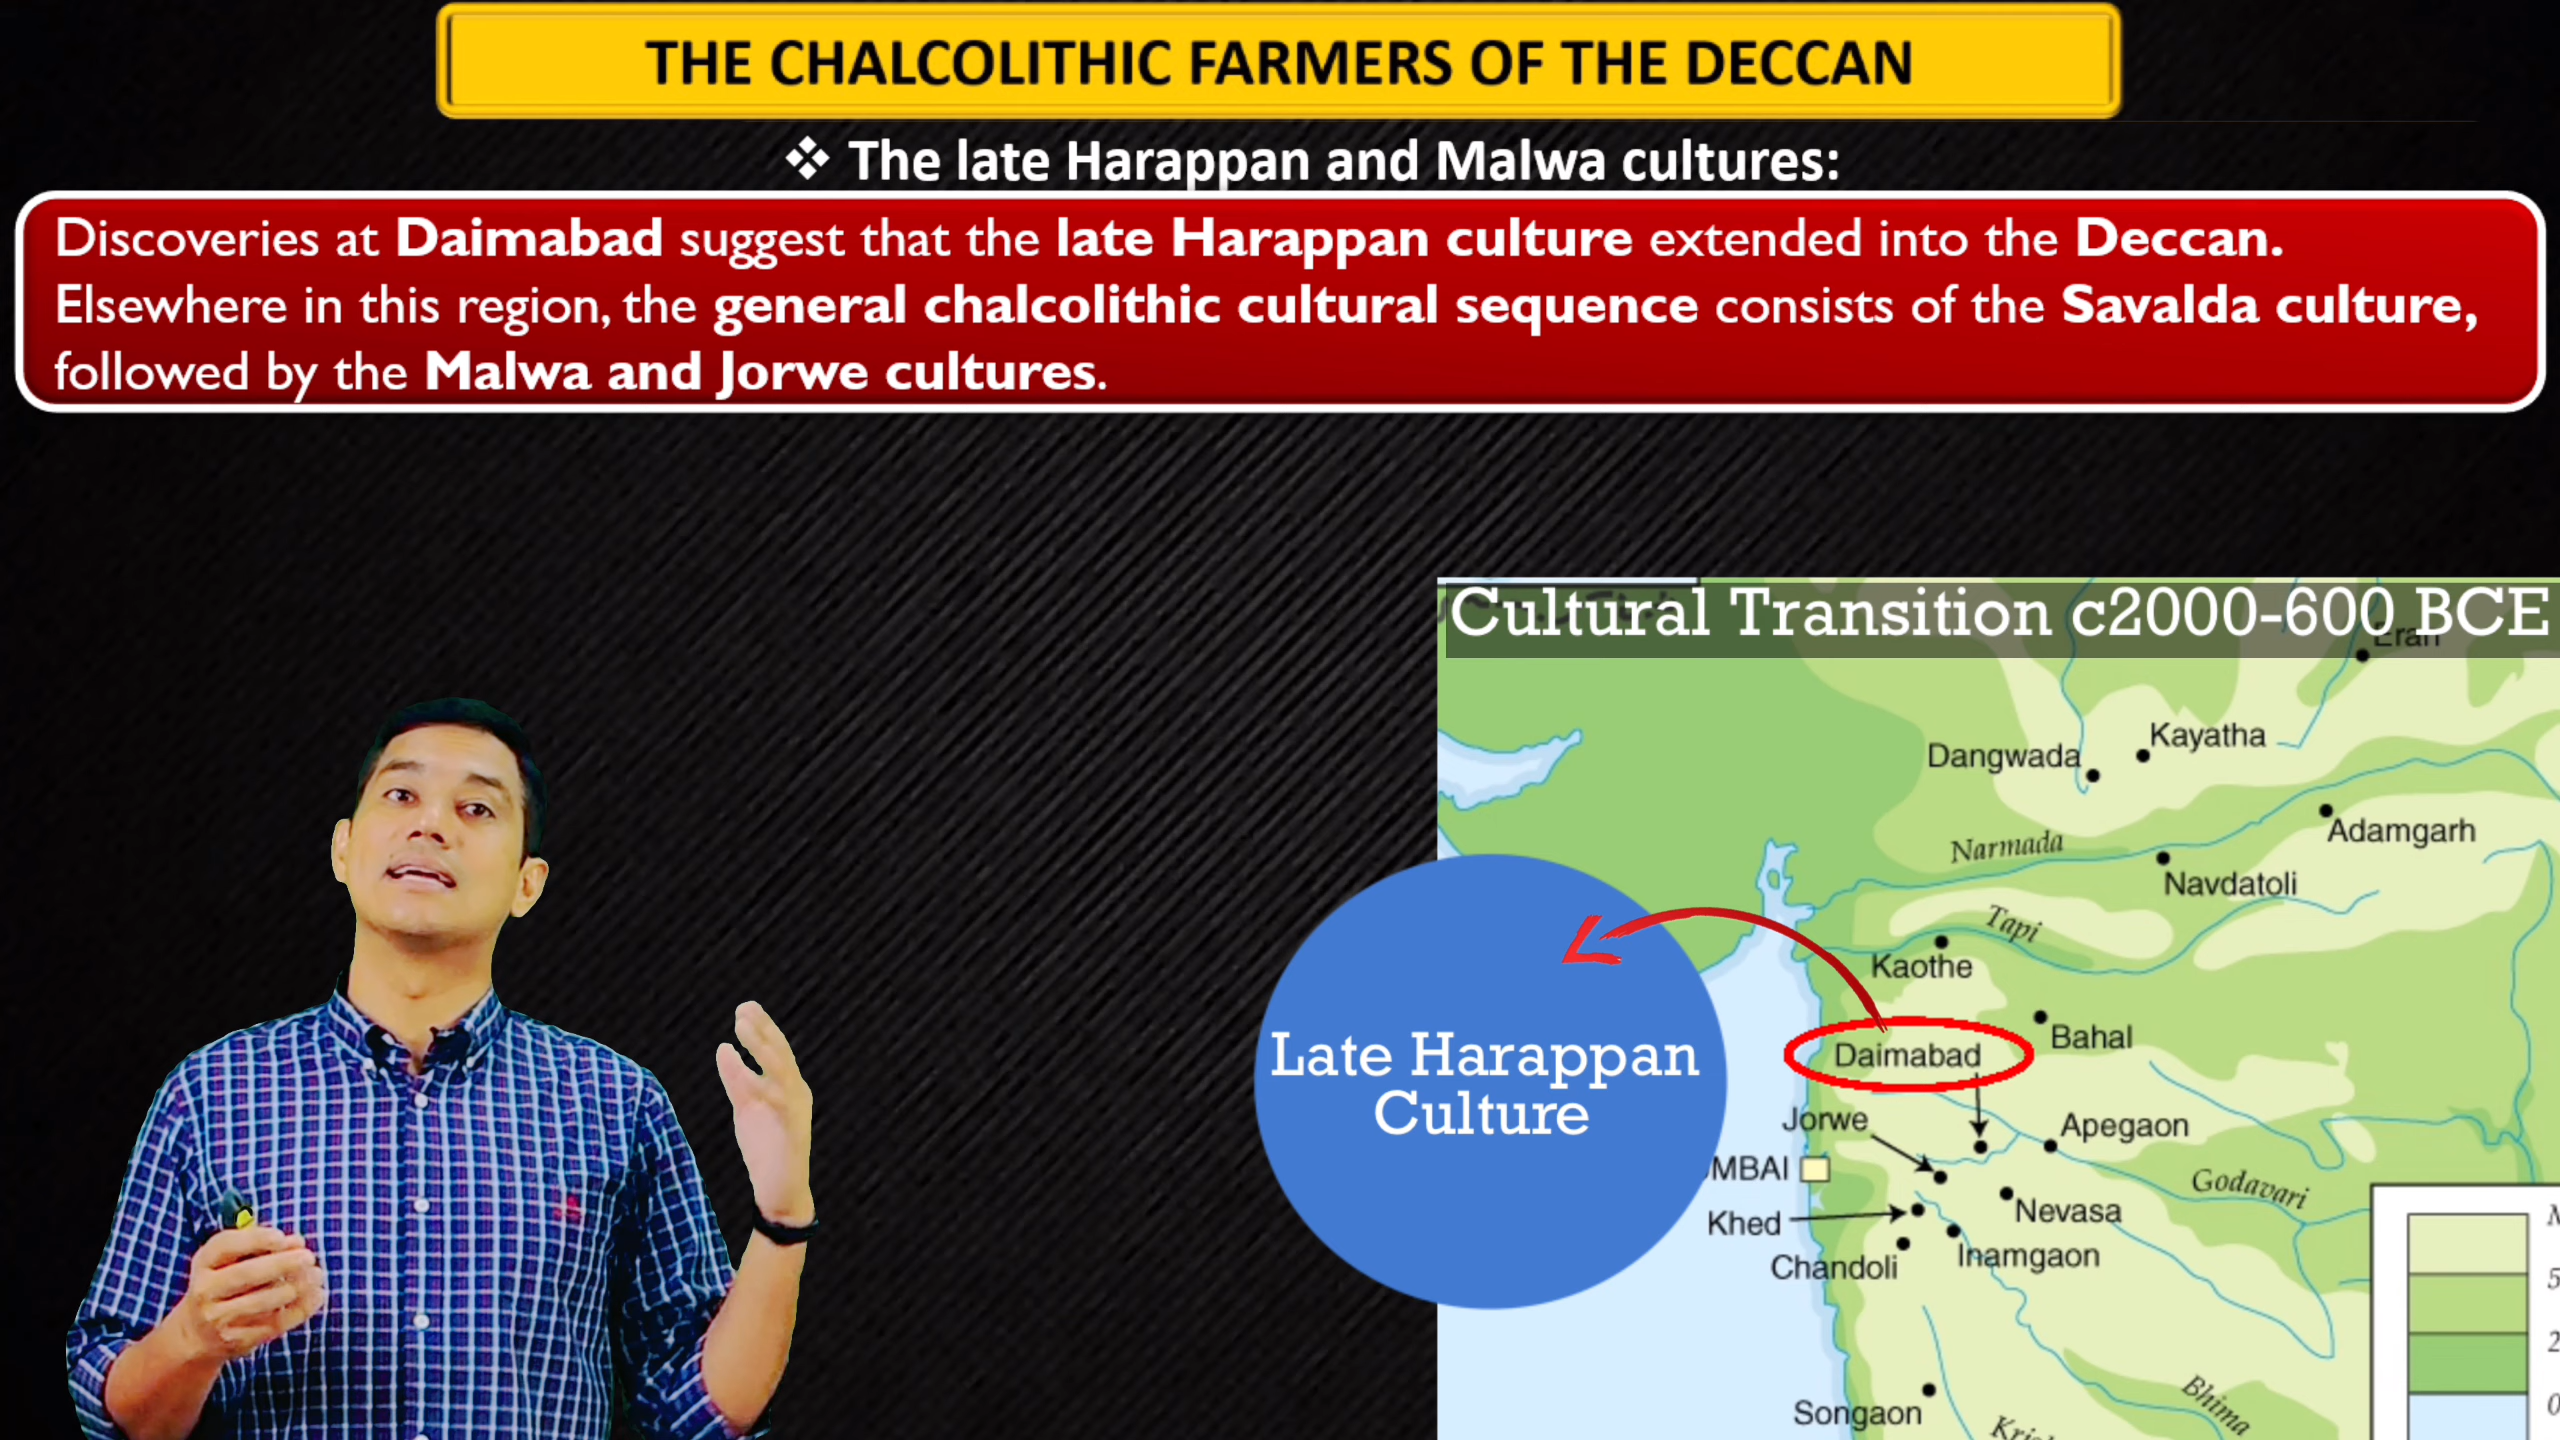 THE CHALCOLITHIC FARMERS OF THE DECCAN
❖ The late Harappan and Malwa cultures:
Discoveries at Daimabad suggest that the late Harappan culture extended into the Deccan.
Elsewhere in this region, the general chalcolithic cultural sequence consists of the Savalda culture,
followed by the Malwa and Jorwe cultures.
Cultural Transition c2000-600 BCE
Eran
Kayatha
Dangwada
Adamgarh
Narmada
Navdatoli
Tapi
Kaothe
Bahal
Daimabad
Late Harappan
Culture
Jorwe
Apegaon
MBAI
Godavari
Nevasa
Khed
Inamgaon
Chandoli
Bhima
Songaon